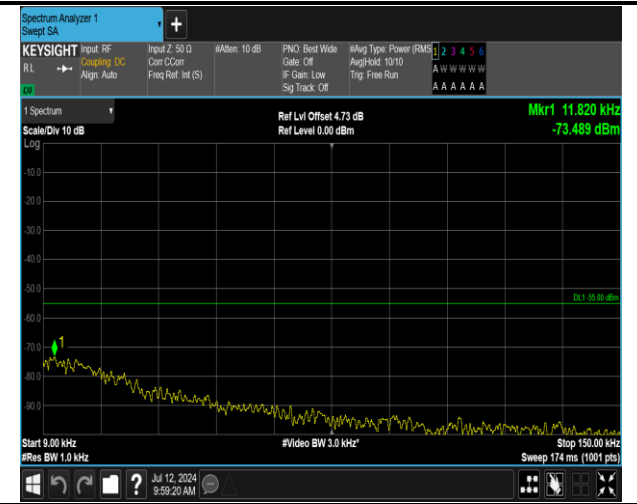 Spectrum Analyzer 1
Swept SA
+
KEYSIGHT
RL
Input: RF
Coupling: DC
Align: Auto
Input Z: 50 Ω
Corr CCorr
Freq Ref: Int (S)
#Atten: 10 dB
PNO: Best Wide
Gate: Off
IF Gain: Low
Sig Track: Off
#Avg Type: Power (RMS
Avg|Hold: 10/10
Trig: Free Run
1 2 3 4 5 6
A W W W W W
A A A A A A
1 Spectrum
Scale/Div 10 dB
Log
Ref Lvl Offset 4.73 dB
Ref Level 0.00 dBm
Mkr1 11.820 kHz
-73.489 dBm
-10.0
-20.0
-30.0
-40.0
-50.0
DL1 -55.00 dBm
-60.0
-70.0
1
-80.0
-90.0
Start 9.00 kHz
#Video BW 3.0 kHz*
Stop 150.00 kHz
#Res BW 1.0 kHz
Sweep 174 ms (1001 pts)
?
Jul 12, 2024
9:59:20 AM